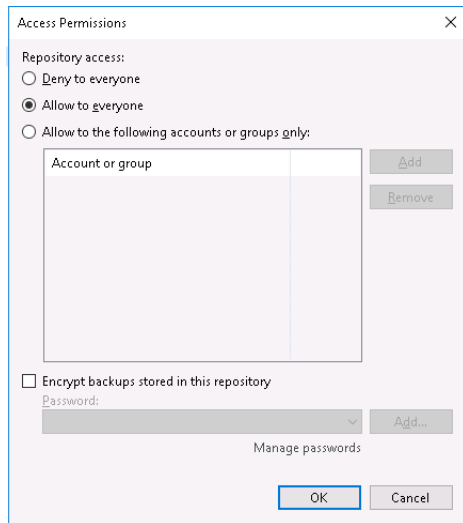 Access Permissions
Repository access:
Deny to everyone
Allow to everyone
Allow to the following accounts or groups only:
Account or group
Add
Remove
Encrypt backups stored in this repository
Password:
Add...
Manage passwords
OK
Cancel